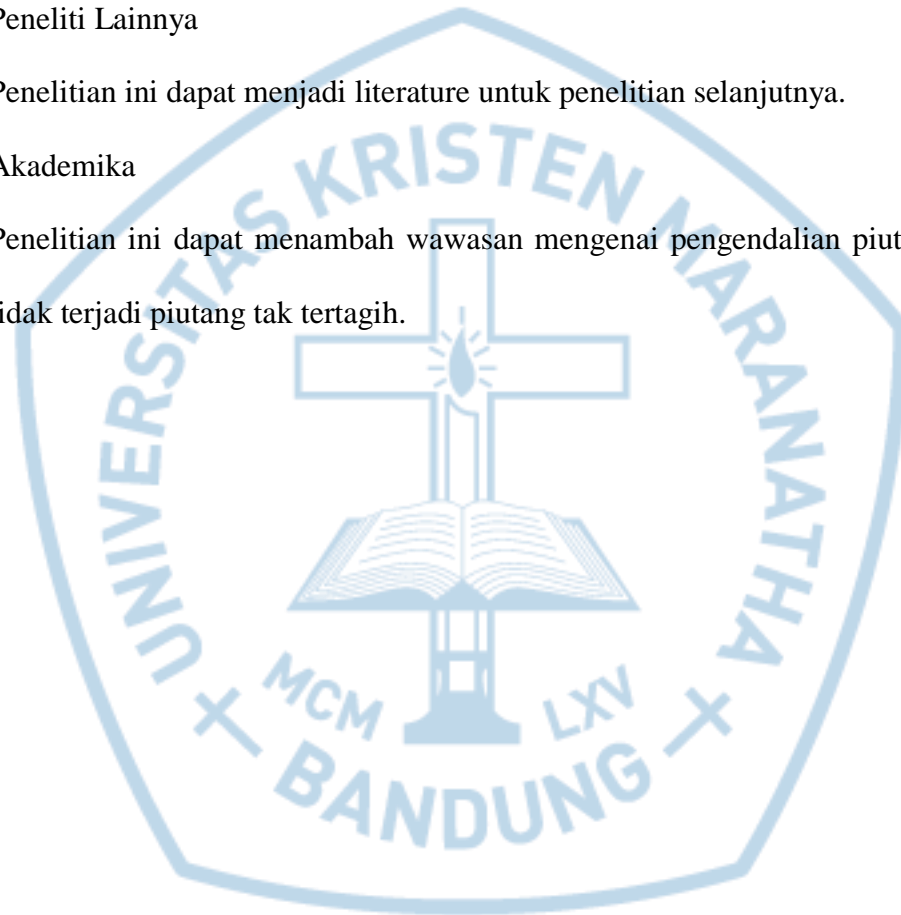 Peneliti Lainnya
Penelitian ini dapat menjadi literature untuk penelitian selanjutnya.
Akademika
Penelitian ini dapat menambah wawasan mengenai pengendalian piut
tidak terjadi piutang tak tertagih.
UNIVERSITAS KRISTEN MARANATHA
MCM LXV
BANDUNG